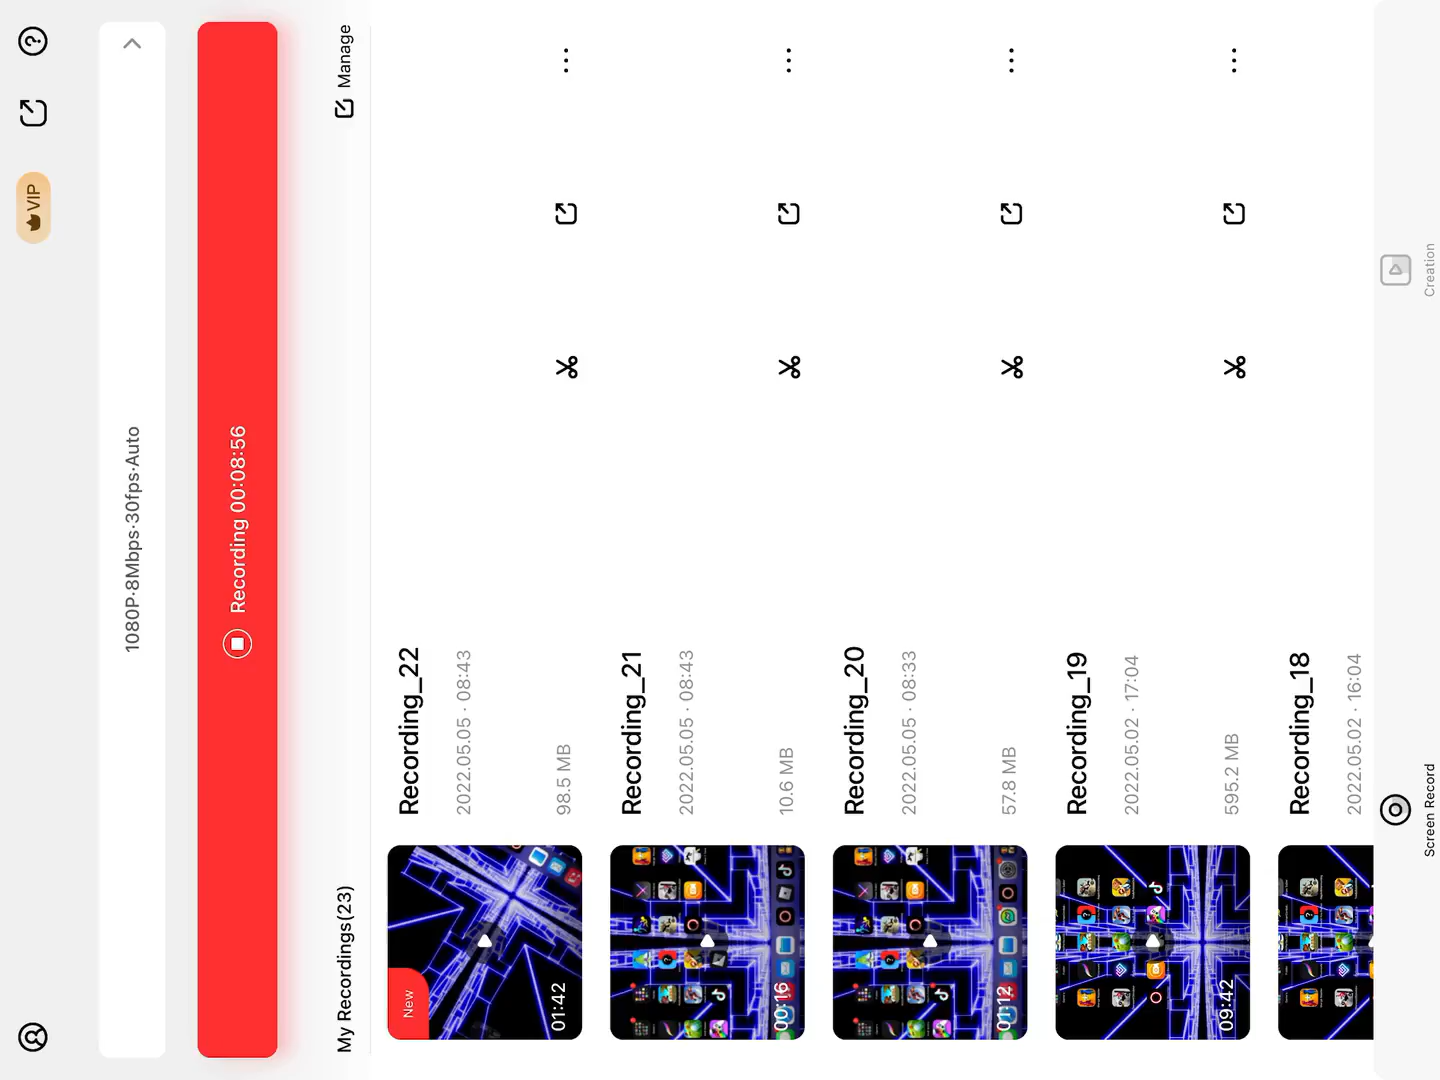 VIP
1080P·8Mbps·30fps·Auto
Recording 00:08:56
My Recordings(23)
Manage
New
01:42
Recording_22
2022.05.05 · 08:43
98.5 MB
00:16
Recording_21
2022.05.05 · 08:43
10.6 MB
01:12
Recording_20
2022.05.05 · 08:33
57.8 MB
09:42
Recording_19
2022.05.02 · 17:04
595.2 MB
Recording_18
2022.05.02 · 16:04
Screen Record
Creation